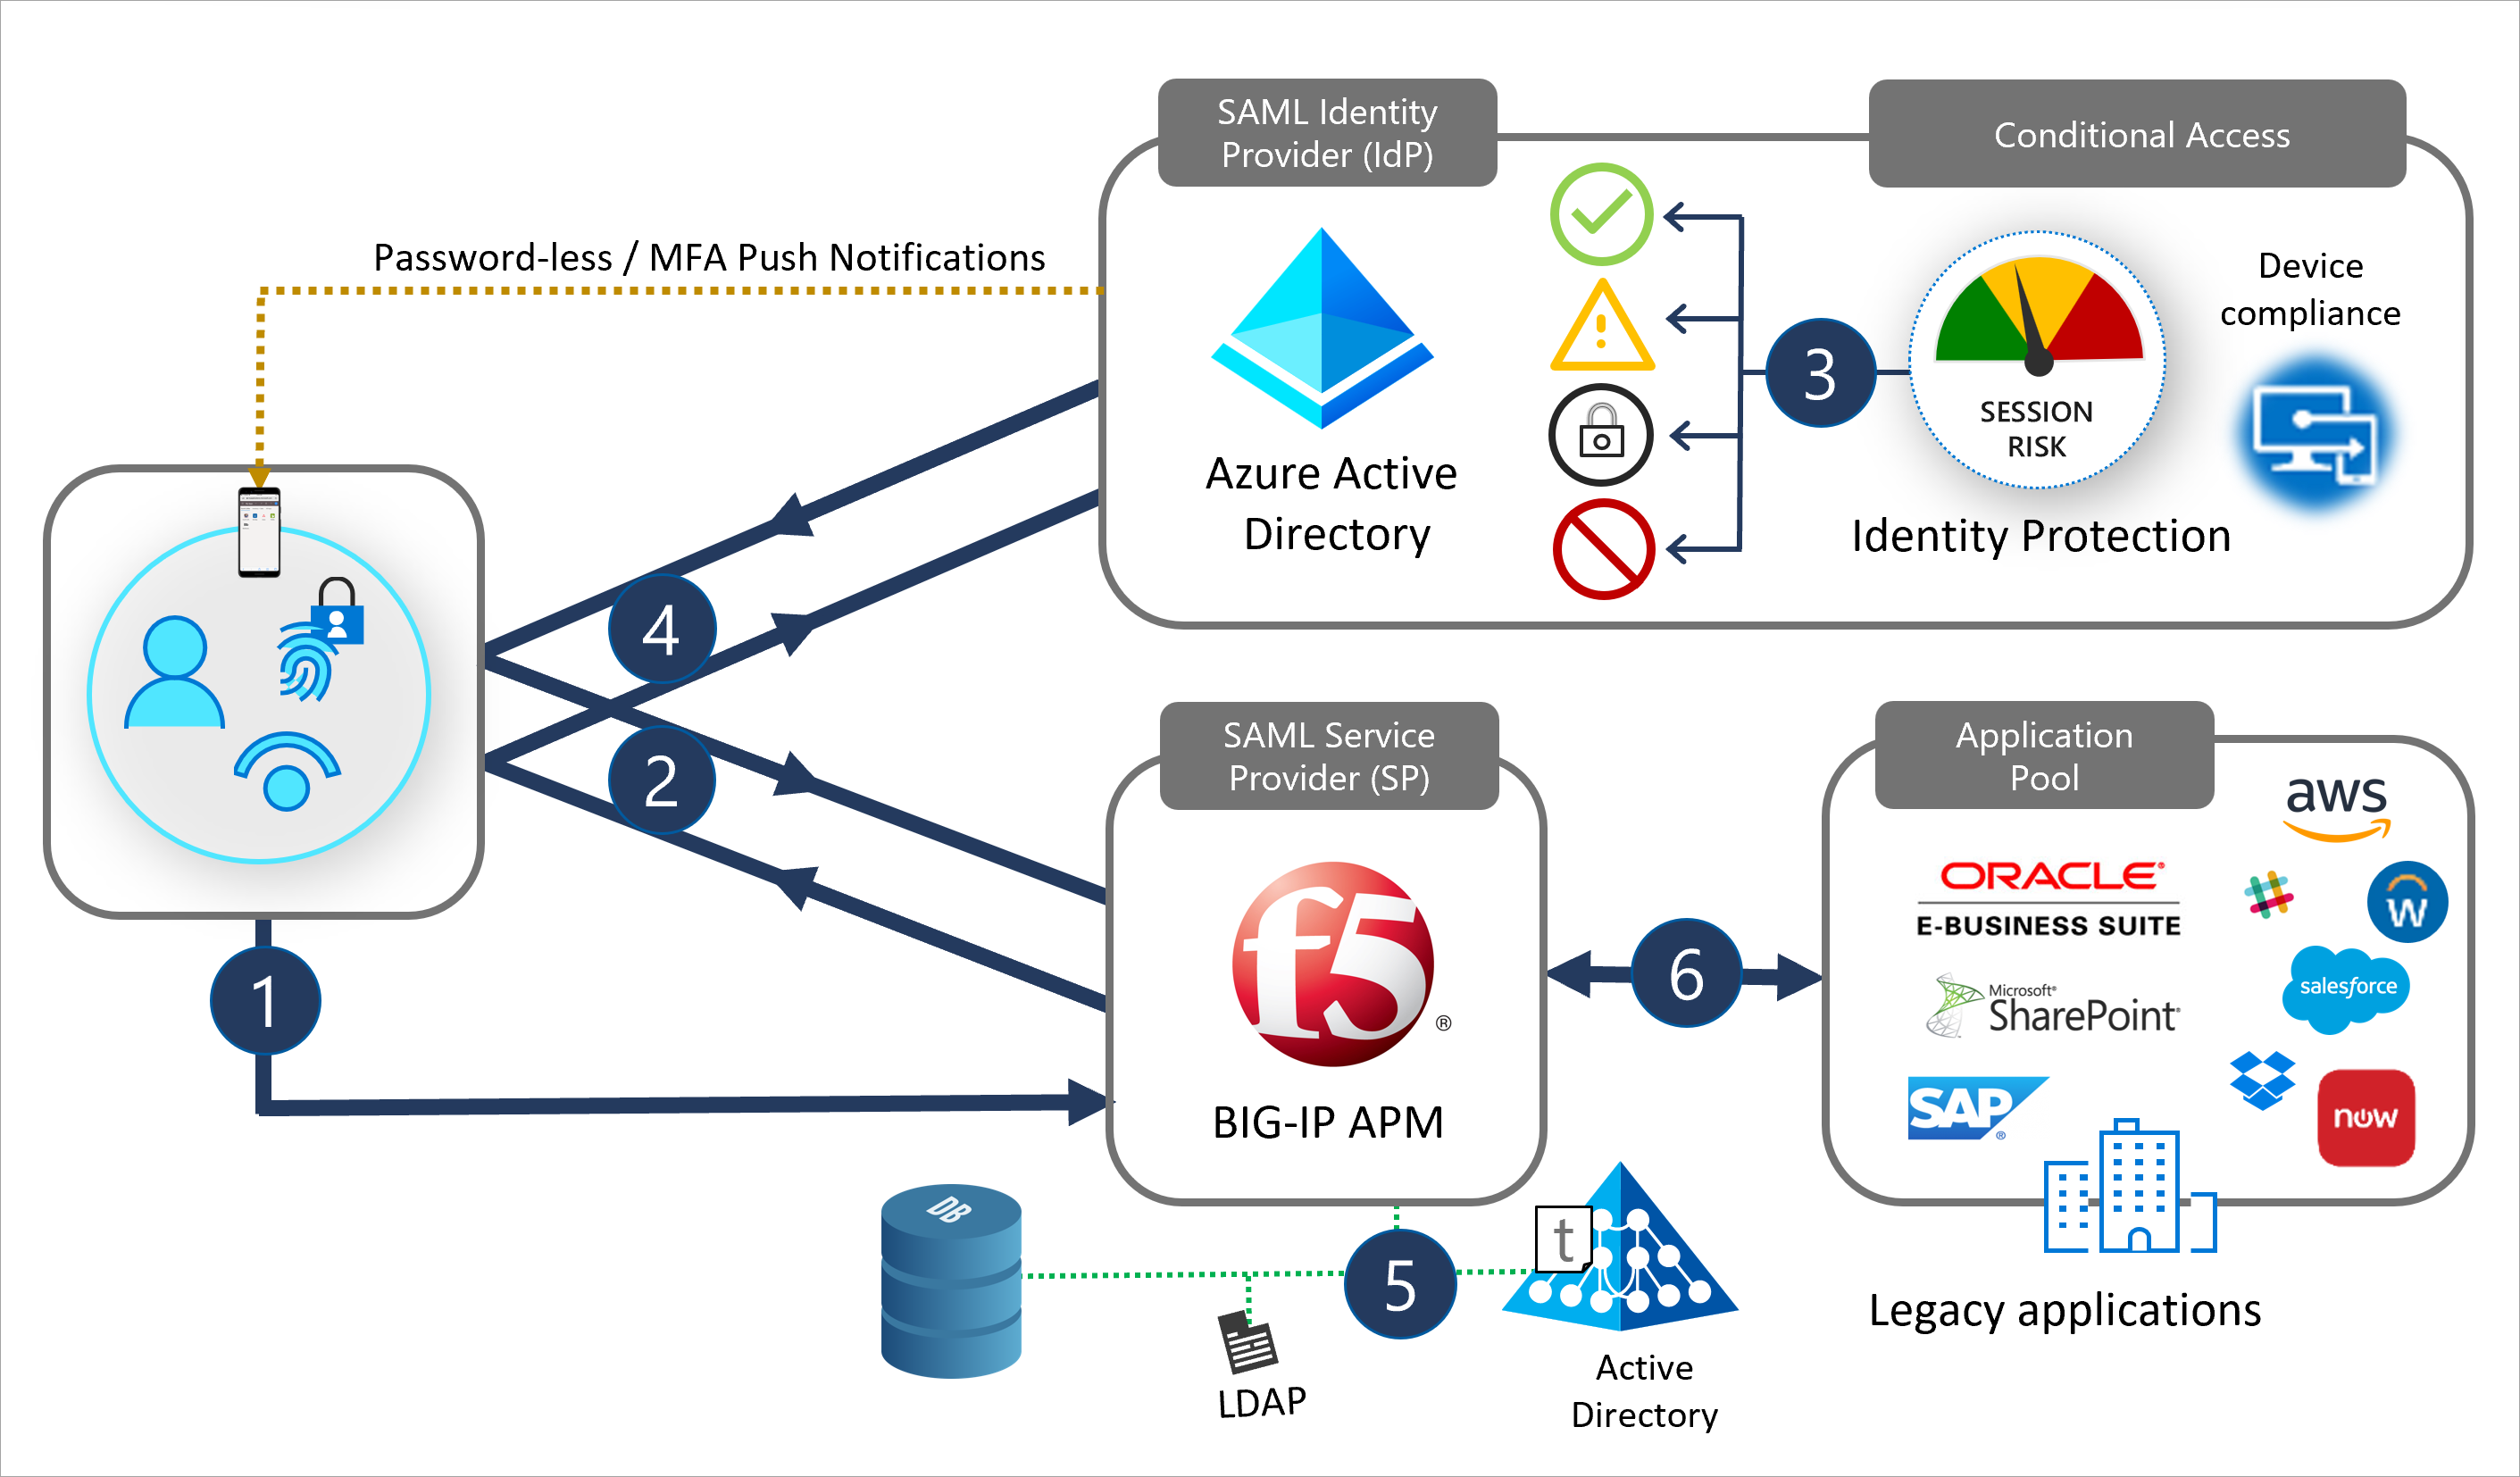 SAML Identity
Provider (IdP)
Conditional Access
Password-less / MFA Push Notifications
Device
compliance
3
SESSION
RISK
Azure Active
Directory
Identity Protection
4
2
SAML Service
Provider (SP)
Application
Pool
aws
ORACLE
E-BUSINESS SUITE
W
f5
®
6
salesforce
Microsoft®
SharePoint®
1
BIG-IP APM
SAP
®
now
DB
t
5
Legacy applications
LDAP
Active
Directory